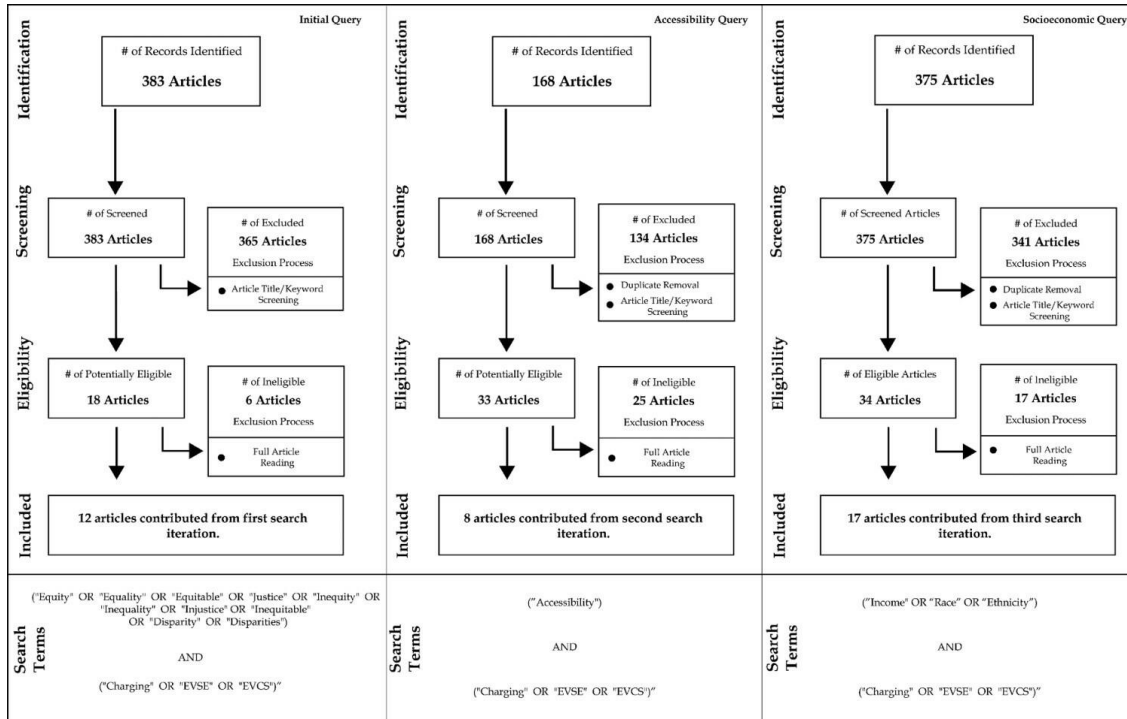 Initial Query
Identification
# of Records Identified
383 Articles
Screening
# of Screened
383 Articles
# of Excluded
365 Articles
Exclusion Process
● Article Title/Keyword
Screening
Eligibility
# of Potentially Eligible
18 Articles
# of Ineligible
6 Articles
Exclusion Process
● Full Article
Reading
Included
12 articles contributed from first search
iteration.
Search
Terms
("Equity" OR "Equality" OR "Equitable" OR "Justice" OR "Inequity" OR
"Inequality" OR "Injustice" OR "Inequitable"
OR "Disparity" OR "Disparities")
AND
("Charging" OR "EVSE" OR "EVCS")”
Accessibility Query
Identification
# of Records Identified
168 Articles
Screening
# of Screened
168 Articles
# of Excluded
134 Articles
Exclusion Process
● Duplicate Removal
● Article Title/Keyword
Screening
Eligibility
# of Potentially Eligible
33 Articles
# of Ineligible
25 Articles
Exclusion Process
● Full Article
Reading
Included
8 articles contributed from second search
iteration.
Search
Terms
(”Accessibility")
AND
("Charging" OR "EVSE" OR "EVCS")”
Socioeconomic Query
Identification
# of Records Identified
375 Articles
Screening
# of Screened Articles
375 Articles
# of Excluded
341 Articles
Exclusion Process
● Duplicate Removal
● Article Title/Keyword
Screening
Eligibility
# of Eligible Articles
34 Articles
# of Ineligible
17 Articles
Exclusion Process
● Full Article
Reading
Included
17 articles contributed from third search
iteration.
Search
Terms
(”Income" OR “Race” OR “Ethnicity”)
AND
("Charging" OR "EVSE" OR "EVCS")”